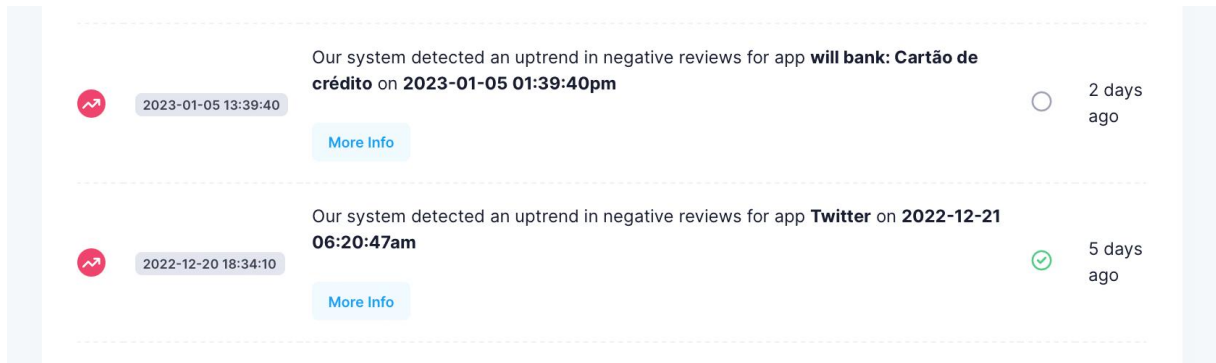 Our system detected an uptrend in negative reviews for app will bank: Cartão de
crédito on 2023-01-05 01:39:40pm
2023-01-05 13:39:40
2 days
ago
More Info
Our system detected an uptrend in negative reviews for app Twitter on 2022-12-21
06:20:47am
2022-12-20 18:34:10
5 days
ago
More Info